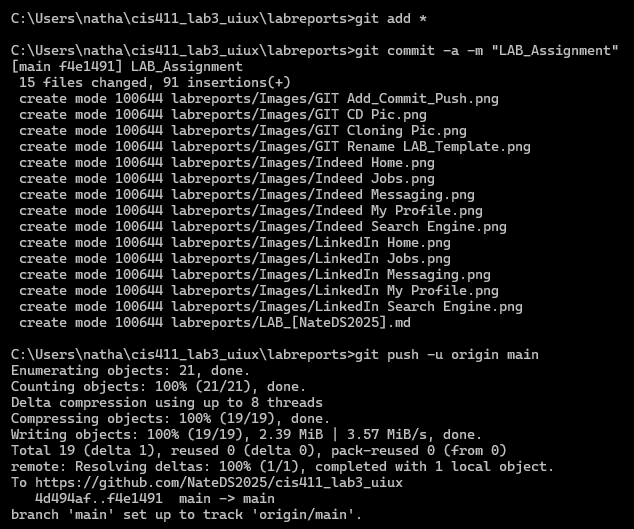 C:\Users\natha\cis411_lab3_uiux\labreports>git add *
C:\Users\natha\cis411_lab3_uiux\labreports>git commit -a -m "LAB_Assignment"
[main f4e1491] LAB_Assignment
 15 files changed, 91 insertions(+)
 create mode 100644 labreports/Images/GIT Add_Commit_Push.png
 create mode 100644 labreports/Images/GIT CD Pic.png
 create mode 100644 labreports/Images/GIT Cloning Pic.png
 create mode 100644 labreports/Images/GIT Rename LAB_Template.png
 create mode 100644 labreports/Images/Indeed Home.png
 create mode 100644 labreports/Images/Indeed Jobs.png
 create mode 100644 labreports/Images/Indeed Messaging.png
 create mode 100644 labreports/Images/Indeed My Profile.png
 create mode 100644 labreports/Images/Indeed Search Engine.png
 create mode 100644 labreports/Images/LinkedIn Home.png
 create mode 100644 labreports/Images/LinkedIn Jobs.png
 create mode 100644 labreports/Images/LinkedIn Messaging.png
 create mode 100644 labreports/Images/LinkedIn My Profile.png
 create mode 100644 labreports/Images/LinkedIn Search Engine.png
 create mode 100644 labreports/LAB_[NateDS2025].md
C:\Users\natha\cis411_lab3_uiux\labreports>git push -u origin main
Enumerating objects: 21, done.
Counting objects: 100% (21/21), done.
Delta compression using up to 8 threads
Compressing objects: 100% (19/19), done.
Writing objects: 100% (19/19), 2.39 MiB | 3.57 MiB/s, done.
Total 19 (delta 1), reused 0 (delta 0), pack-reused 0 (from 0)
remote: Resolving deltas: 100% (1/1), completed with 1 local object.
To https://github.com/NateDS2025/cis411_lab3_uiux
   4d494af..f4e1491  main -> main
branch 'main' set up to track 'origin/main'.